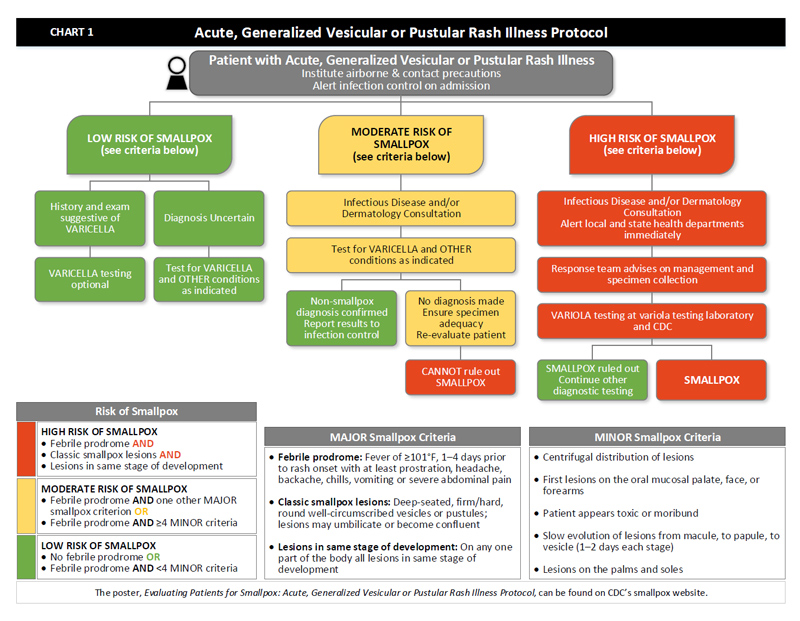 CHART 1
Acute, Generalized Vesicular or Pustular Rash Illness Protocol
Patient with Acute, Generalized Vesicular or Pustular Rash Illness
Institute airborne & contact precautions
Alert infection control on admission
LOW RISK OF SMALLPOX
(see criteria below)
History and exam
suggestive of
VARICELLA
Diagnosis Uncertain
VARICELLA testing
optional
Test for VARICELLA
and OTHER conditions
as indicated
MODERATE RISK OF
SMALLPOX
(see criteria below)
Infectious Disease and/or
Dermatology Consultation
Test for VARICELLA and OTHER
conditions as indicated
Non-smallpox
diagnosis confirmed
Report results to
infection control
No diagnosis made
Ensure specimen
adequacy
Re-evaluate patient
CANNOT rule out
SMALLPOX
HIGH RISK OF SMALLPOX
(see criteria below)
Infectious Disease and/or Dermatology
Consultation
Alert local and state health departments
immediately
Response team advises on management and
specimen collection
VARIOLA testing at variola testing laboratory
and CDC
SMALLPOX ruled out
Continue other
diagnostic testing
SMALLPOX
Risk of Smallpox
HIGH RISK OF SMALLPOX
• Febrile prodrome AND
• Classic smallpox lesions AND
• Lesions in same stage of development
MODERATE RISK OF SMALLPOX
• Febrile prodrome AND one other MAJOR
smallpox criterion OR
• Febrile prodrome AND ≥4 MINOR criteria
LOW RISK OF SMALLPOX
• No febrile prodrome OR
• Febrile prodrome AND <4 MINOR criteria
MAJOR Smallpox Criteria
• Febrile prodrome: Fever of ≥101°F, 1–4 days prior
to rash onset with at least prostration, headache,
backache, chills, vomiting or severe abdominal pain
• Classic smallpox lesions: Deep-seated, firm/hard,
round well-circumscribed vesicles or pustules;
lesions may umbilicate or become confluent
• Lesions in same stage of development: On any one
part of the body all lesions in same stage of
development
MINOR Smallpox Criteria
• Centrifugal distribution of lesions
• First lesions on the oral mucosal palate, face, or
forearms
• Patient appears toxic or moribund
• Slow evolution of lesions from macule, to papule, to
vesicle (1–2 days each stage)
• Lesions on the palms and soles
The poster, Evaluating Patients for Smallpox: Acute, Generalized Vesicular or Pustular Rash Illness Protocol, can be found on CDC's smallpox website.